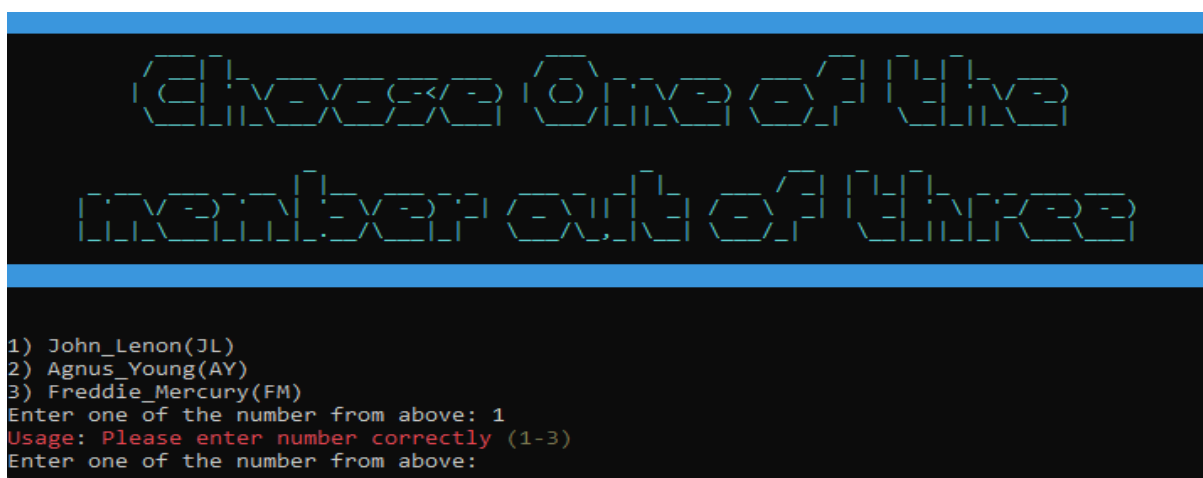 Choose One of the
member out of three
1) John_Lenon(JL)
2) Agnus_Young(AY)
3) Freddie_Mercury(FM)
Enter one of the number from above: 1
Usage: Please enter number correctly (1-3)
Enter one of the number from above: